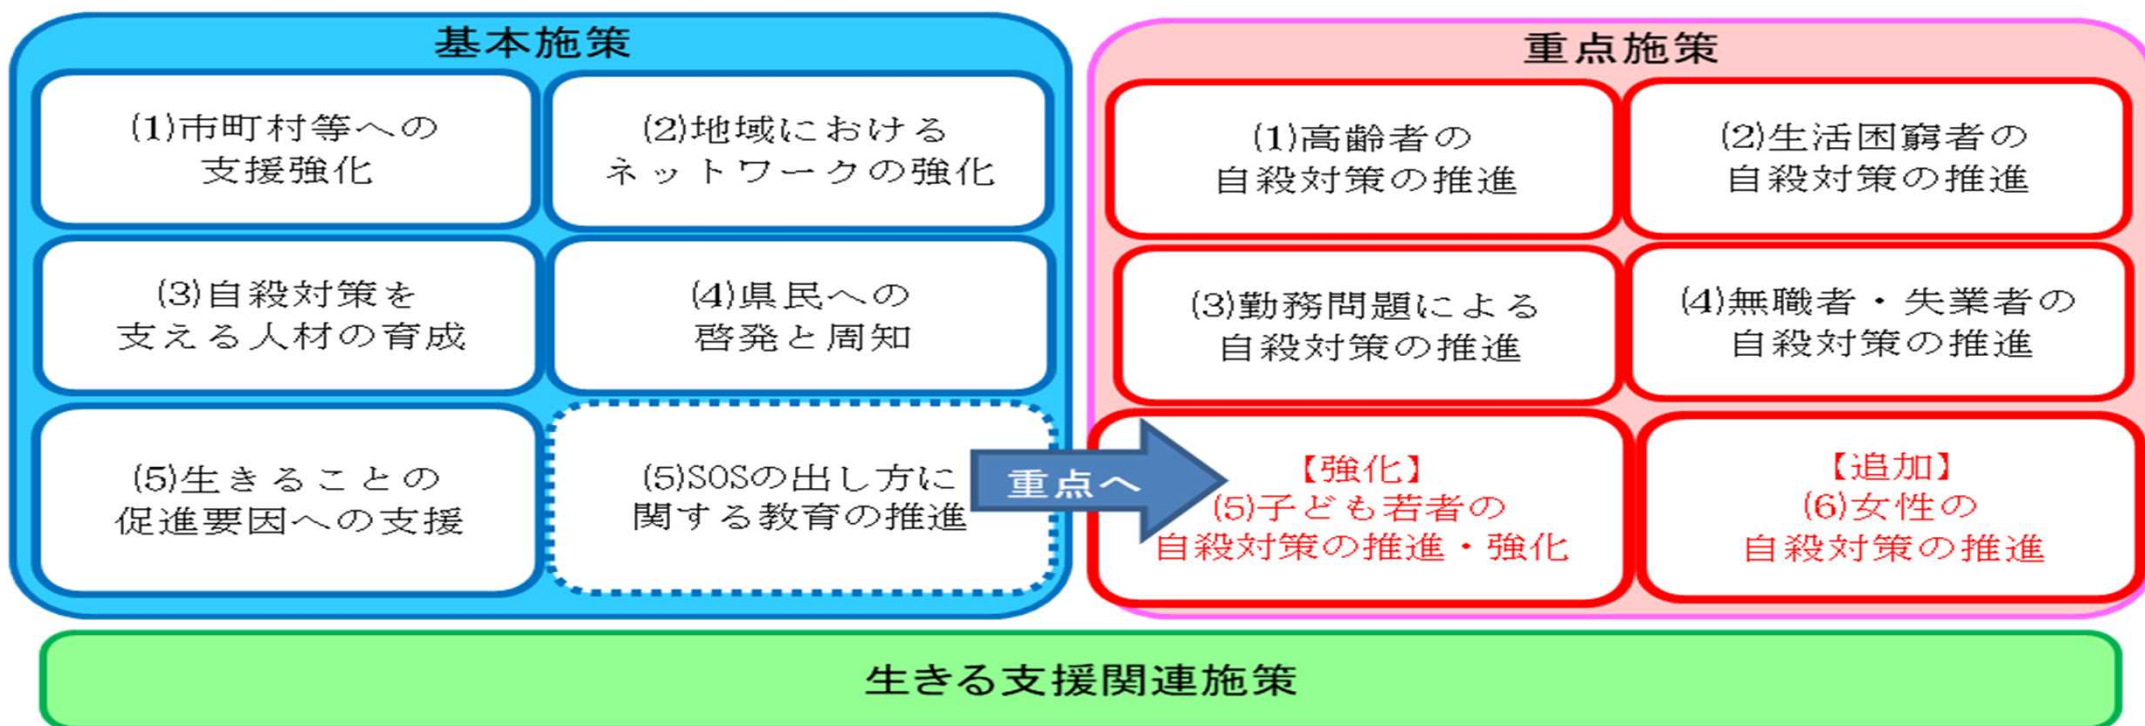 基本施策
(1)市町村等への
支援強化
(2)地域における
ネットワークの強化
(3)自殺対策を
支える人材の育成
(4)県民への
啓発と周知
(5)生きることの
促進要因への支援
(5)SOSの出し方に
関する教育の推進
重点へ
重点施策
(1)高齢者の
自殺対策の推進
(2)生活困窮者の
自殺対策の推進
(3)勤務問題による
自殺対策の推進
(4)無職者・失業者の
自殺対策の推進
【強化】
(5)子ども若者の
自殺対策の推進・強化
【追加】
(6)女性の
自殺対策の推進
生きる支援関連施策